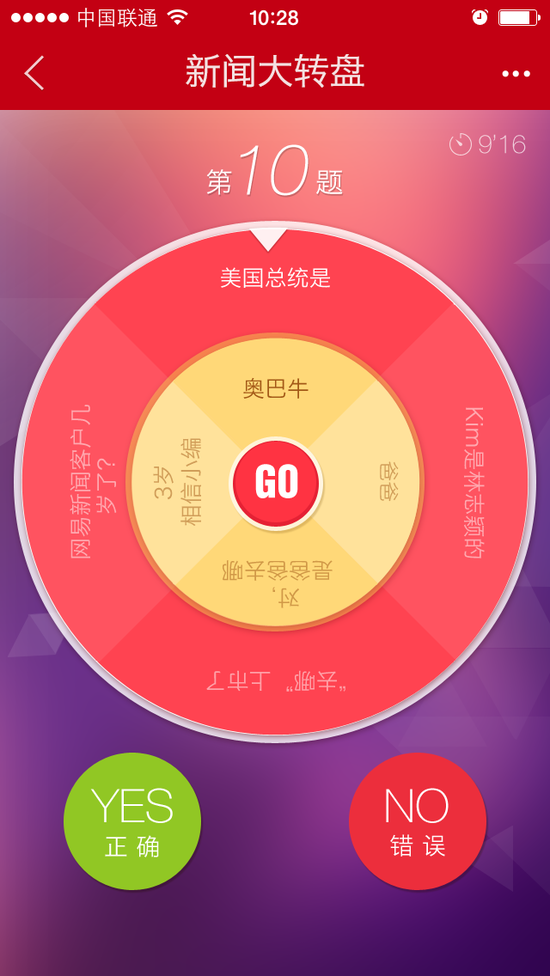 中国联通
10:28
新闻大转盘
9'16
第10题
美国总统是
奥巴牛
网易新闻客户几
岁了？
3岁
相信小编
GO
爸爸
Kim是林志颖的
对，
是爸爸去哪
“去哪” 上市了
YES
正确
NO
错误